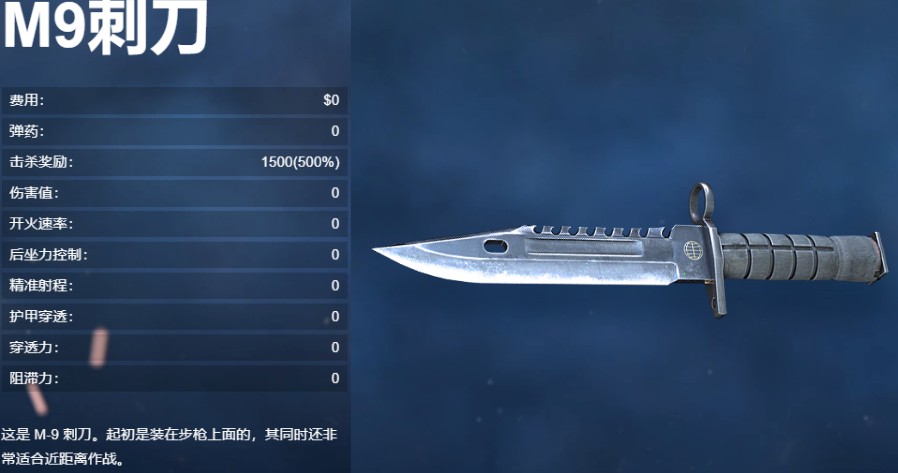 M9刺刀
费用: $0
弹药: 0
击杀奖励: 1500(500%)
伤害值: 0
开火速率: 0
后坐力控制: 0
精准射程: 0
护甲穿透: 0
穿透力: 0
阻滞力: 0
这是 M-9 刺刀。起初是装在步枪上面的，其同时还非
常适合近距离作战。